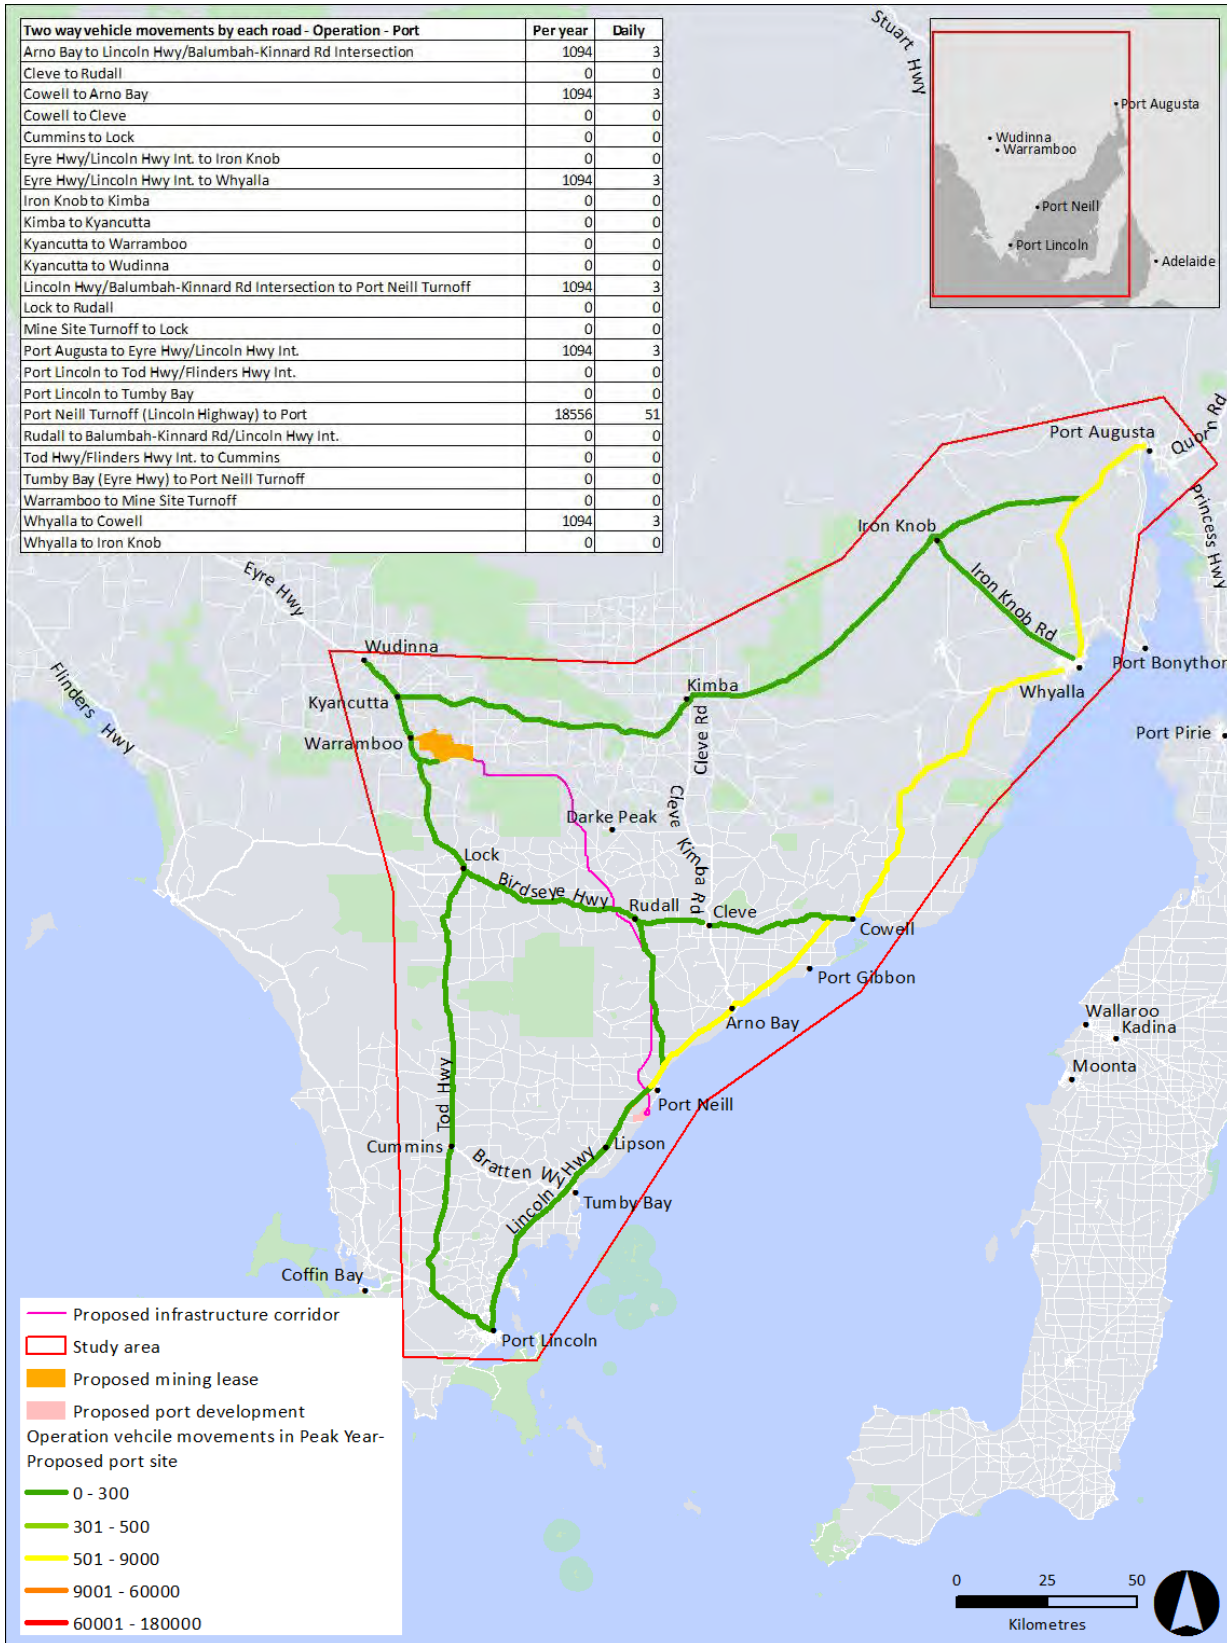 Two way vehicle movements by each road - Operation - Port Per year Daily
Arno Bay to Lincoln Hwy/Balumbah-Kinnard Rd Intersection 1094 3
Cleve to Rudall 0 0
Cowell to Arno Bay 1094 3
Cowell to Cleve 0 0
Cummins to Lock 0 0
Eyre Hwy/Lincoln Hwy Int. to Iron Knob 0 0
Eyre Hwy/Lincoln Hwy Int. to Whyalla 1094 3
Iron Knob to Kimba 0 0
Kimba to Kyancutta 0 0
Kyancutta to Warramboo 0 0
Kyancutta to Wudinna 0 0
Lincoln Hwy/Balumbah-Kinnard Rd Intersection to Port Neill Turnoff 1094 3
Lock to Rudall 0 0
Mine Site Turnoff to Lock 0 0
Port Augusta to Eyre Hwy/Lincoln Hwy Int. 1094 3
Port Lincoln to Tod Hwy/Flinders Hwy Int. 0 0
Port Lincoln to Tumby Bay 0 0
Port Neill Turnoff (Lincoln Highway) to Port 18556 51
Rudall to Balumbah-Kinnard Rd/Lincoln Hwy Int. 0 0
Tod Hwy/Flinders Hwy Int. to Cummins 0 0
Tumby Bay (Eyre Hwy) to Port Neill Turnoff 0 0
Warramboo to Mine Site Turnoff 0 0
Whyalla to Cowell 1094 3
Whyalla to Iron Knob 0 0
Stuart Hwy
Port Augusta
Wudinna
Warramboo
Port Neill
Port Lincoln
Adelaide
Port Augusta
Quorn Rd
Princess Hwy
Iron Knob
Iron Knob Rd
Eyre Hwy
Flinders Hwy
Wudinna
Kyancutta
Warramboo
Kimba
Cleve Rd
Whyalla
Port Bonython
Port Pirie
Cleve Kimba Rd
Darke Peak
Lock
Birdseye Hwy
Rudall
Cleve
Cowell
Port Gibbon
Arno Bay
Wallaroo
Kadina
Moonta
Tod Hwy
Port Neill
Cummins
Bratten Wy
Lipson
Lincoln Hwy
Tumby Bay
Coffin Bay
Port Lincoln
Proposed infrastructure corridor
Study area
Proposed mining lease
Proposed port development
Operation vehcile movements in Peak Year-
Proposed port site
0 - 300
301 - 500
501 - 9000
9001 - 60000
60001 - 180000
0 25 50
Kilometres